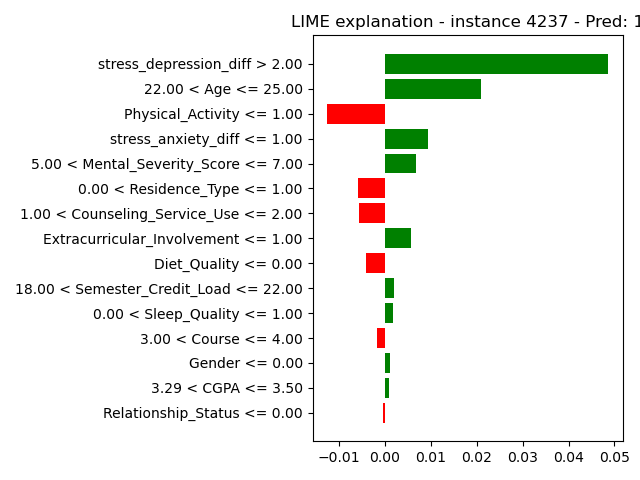 LIME explanation - instance 4237 - Pred: 1
stress_depression_diff > 2.00
22.00 < Age <= 25.00
Physical_Activity <= 1.00
stress_anxiety_diff <= 1.00
5.00 < Mental_Severity_Score <= 7.00
0.00 < Residence_Type <= 1.00
1.00 < Counseling_Service_Use <= 2.00
Extracurricular_Involvement <= 1.00
Diet_Quality <= 0.00
18.00 < Semester_Credit_Load <= 22.00
0.00 < Sleep_Quality <= 1.00
3.00 < Course <= 4.00
Gender <= 0.00
3.29 < CGPA <= 3.50
Relationship_Status <= 0.00
−0.01 0.00 0.01 0.02 0.03 0.04 0.05